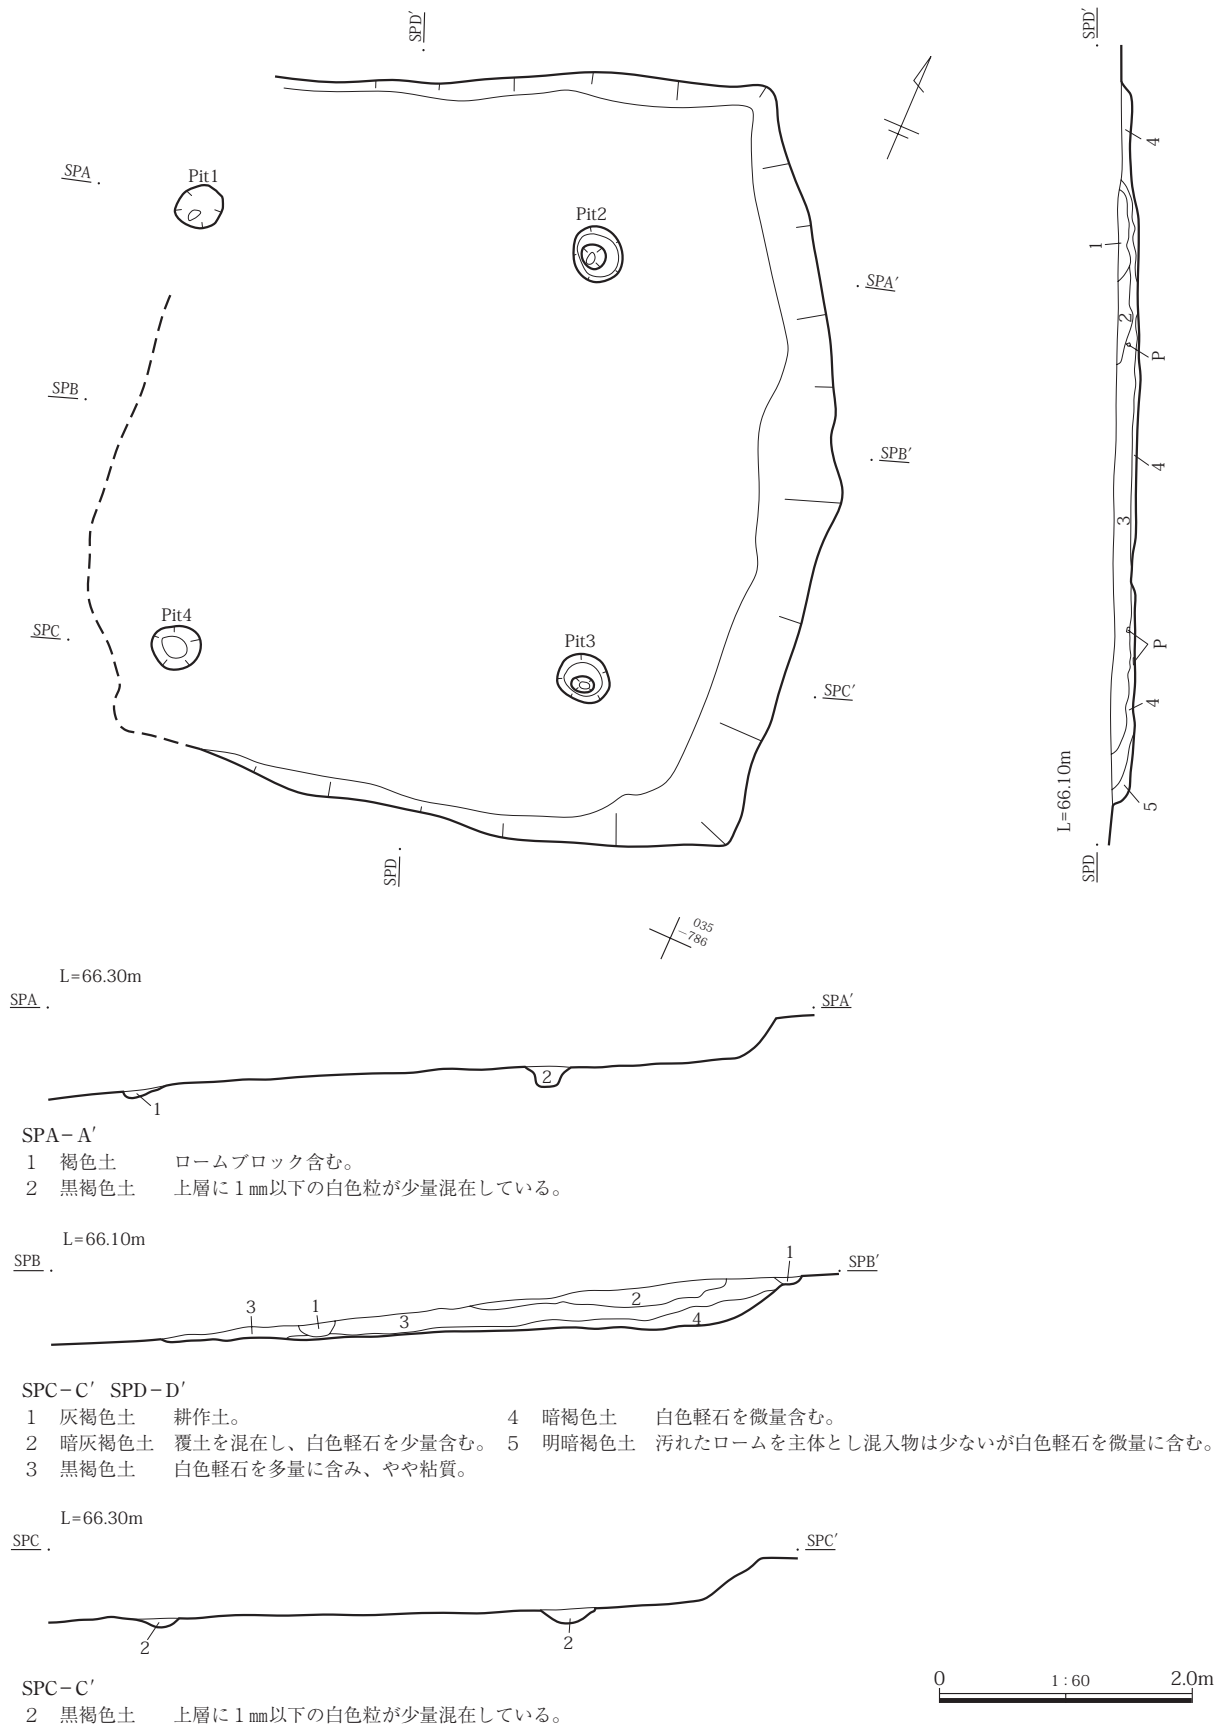 SPD′
SPD′
SPA
Pit1
Pit2
4
1
SPA′
2
P
SPB
SPB′
4
3
Pit4
SPC
Pit3
P
SPC′
4
L=66.10m
5
SPD
SPD
035
−786
L=66.30m
SPA
SPA′
2
1
SPA−A′
1 褐色土 ロームブロック含む。
2 黒褐色土 上層に1㎜以下の白色粒が少量混在している。
L=66.10m
SPB
1
SPB′
3
1
2
3
4
SPC−C′ SPD−D′
1 灰褐色土 耕作土。
2 暗灰褐色土 覆土を混在し、白色軽石を少量含む。
3 黒褐色土 白色軽石を多量に含み、やや粘質。
4 暗褐色土 白色軽石を微量含む。
5 明暗褐色土 汚れたロームを主体とし混入物は少ないが白色軽石を微量に含む。
L=66.30m
SPC
SPC′
2
2
SPC−C′
2 黒褐色土 上層に1㎜以下の白色粒が少量混在している。
0 1:60 2.0m